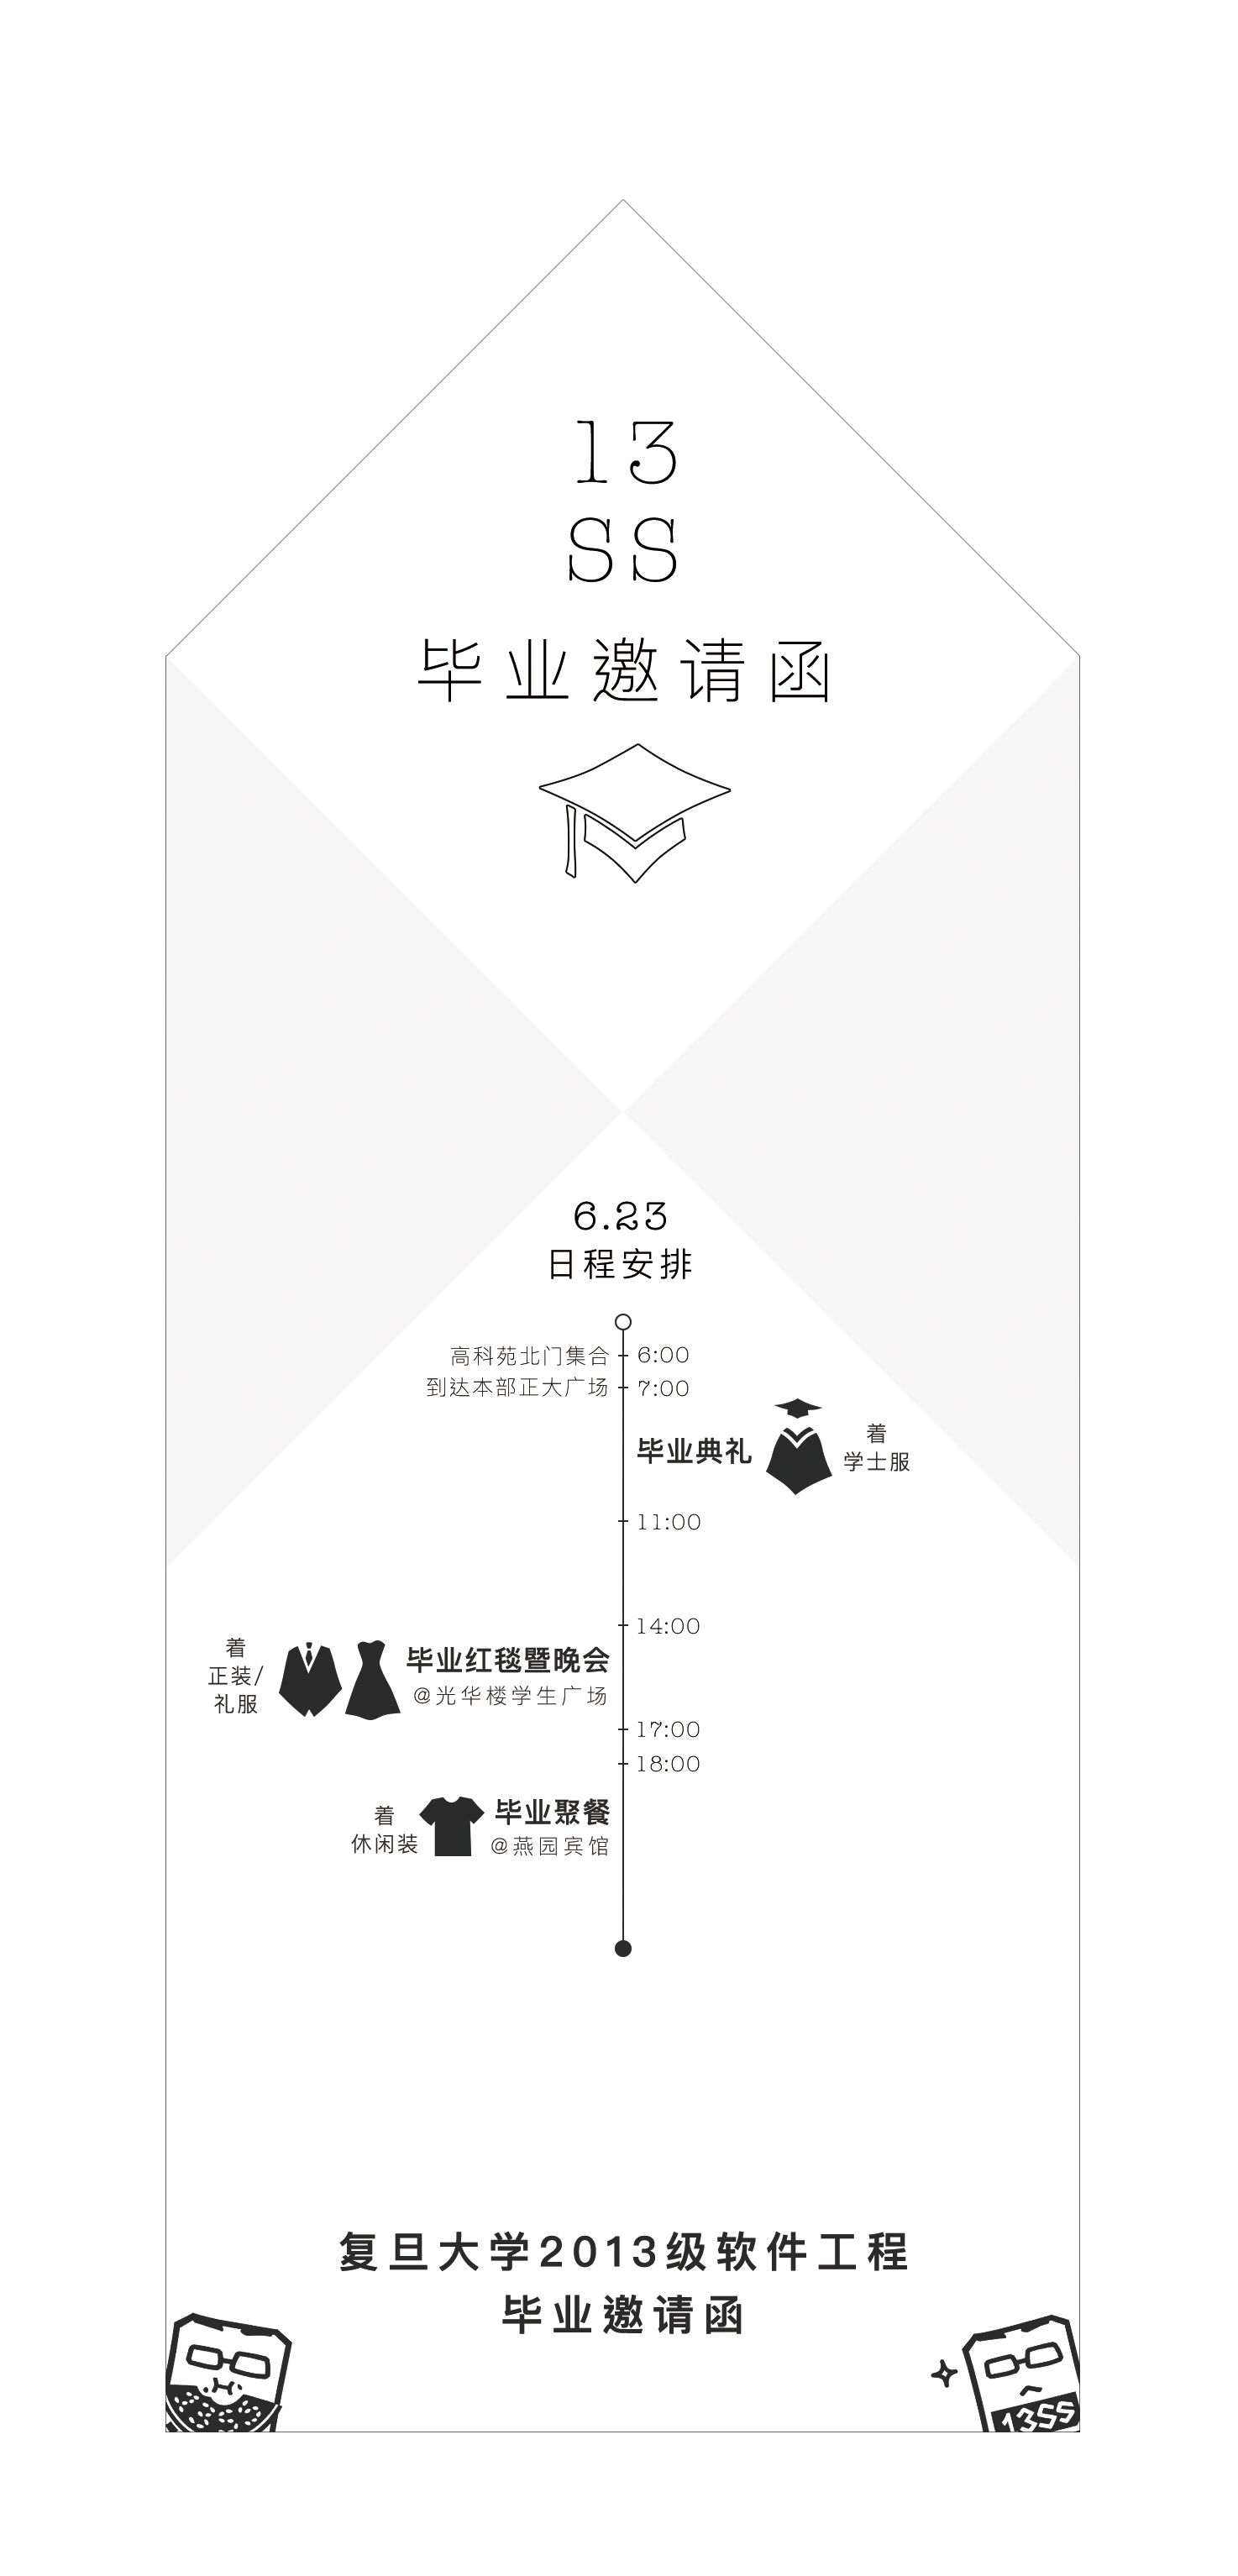 13
SS
毕业邀请函
6.23
日程安排
高科苑北门集合 6:00
到达本部正大广场 7:00
毕业典礼
着
学士服
11:00
14:00
着
正装/
礼服
毕业红毯暨晚会
@光华楼学生广场
17:00
18:00
着
休闲装
毕业聚餐
@燕园宾馆
复旦大学2013级软件工程
毕业邀请函
13SS